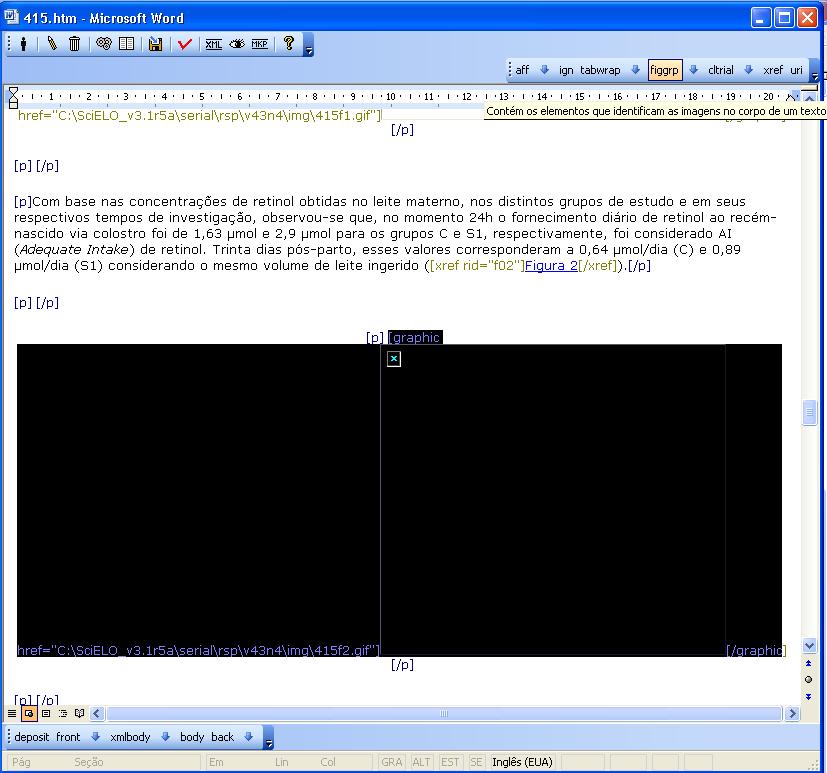 415.htm - Microsoft Word
XML MKP ?
aff ign tabwrap figgrp cltrial xref uri
1 2 3 4 5 6 7 8 9 10 11 12 13 14 15 16 17 18 19 20
href="C:\SciELO_v3.1r5a\serial\rsp\v43n4\img\415f1.gif"]
Contém os elementos que identificam as imagens no corpo de um texto
[/p]
[p] [/p]
[p]Com base nas concentrações de retinol obtidas no leite materno, nos distintos grupos de estudo e em seus
respectivos tempos de investigação, observou-se que, no momento 24h o fornecimento diário de retinol ao recém-
nascido via colostro foi de 1,63 µmol e 2,9 µmol para os grupos C e S1, respectivamente, foi considerado AI
(Adequate Intake) de retinol. Trinta dias pós-parto, esses valores corresponderam a 0,64 µmol/dia (C) e 0,89
µmol/dia (S1) considerando o mesmo volume de leite ingerido ([xref rid="f02"]Figura 2[/xref]).[/p]
[p] [/p]
[p] [graphic
href="C:\SciELO_v3.1r5a\serial\rsp\v43n4\img\415f2.gif"] [/graphic]
[/p]
[p] [/p]
deposit front xmlbody body back
Pág Seção Em Lin Col GRA ALT EST SE Inglês (EUA)